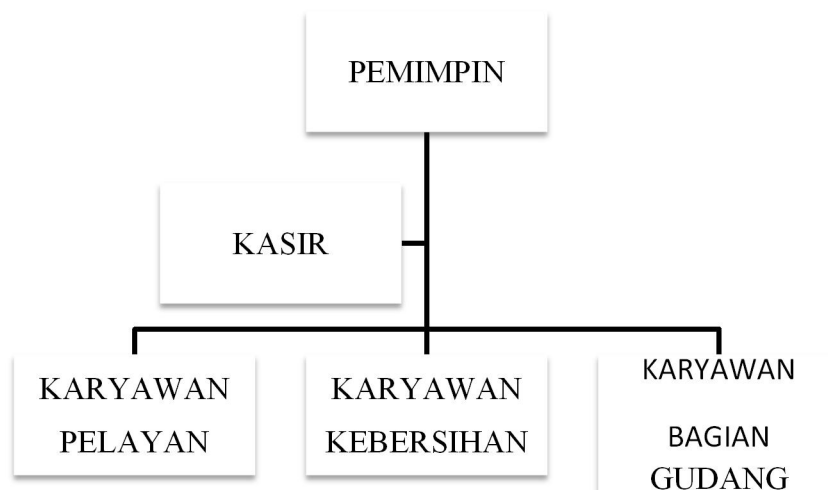 PEMIMPIN
KASIR
KARYAWAN
PELAYAN
KARYAWAN
KEBERSIHAN
KARYAWAN
BAGIAN
GUDANG